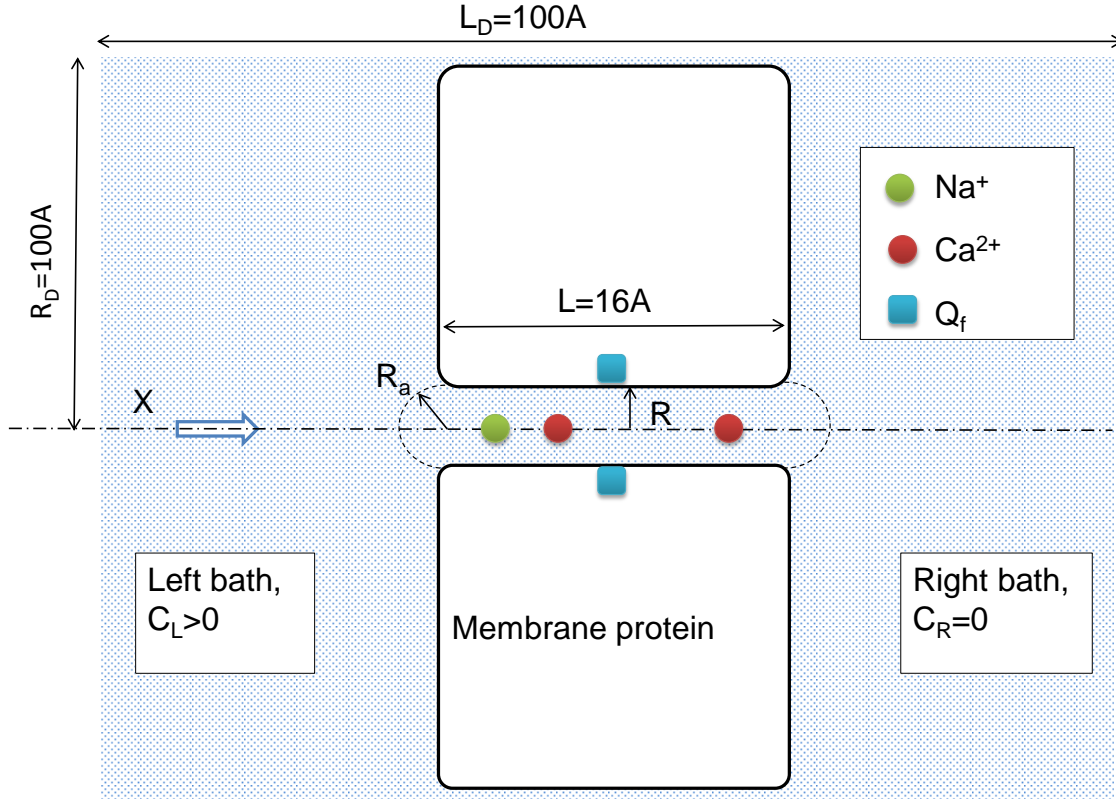 L_D=100A
R_D=100A
Na⁺
Ca²⁺
Q_f
L=16A
R_a
X
R
Left bath,
C_L>0
Membrane protein
Right bath,
C_R=0